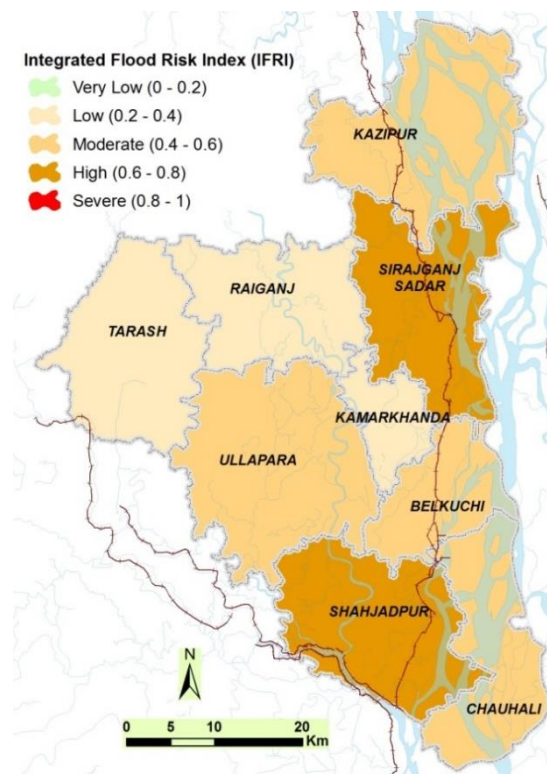 Integrated Flood Risk Index (IFRI)
Very Low (0 - 0.2)
Low (0.2 - 0.4)
Moderate (0.4 - 0.6)
High (0.6 - 0.8)
Severe (0.8 - 1)
KAZIPUR
SIRAJGANJ
SADAR
RAIGANJ
TARASH
KAMARKHANDA
ULLAPARA
BELKUCHI
SHAHJADPUR
CHAUHALI
N
0 5 10 20
Km